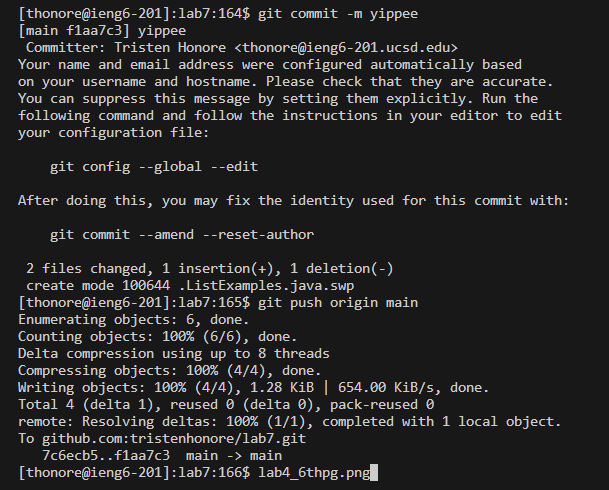 [thonore@ieng6-201]:lab7:164$ git commit -m yippee
[main f1aa7c3] yippee
 Committer: Tristen Honore <thonore@ieng6-201.ucsd.edu>
Your name and email address were configured automatically based
on your username and hostname. Please check that they are accurate.
You can suppress this message by setting them explicitly. Run the
following command and follow the instructions in your editor to edit
your configuration file:

    git config --global --edit

After doing this, you may fix the identity used for this commit with:

    git commit --amend --reset-author

 2 files changed, 1 insertion(+), 1 deletion(-)
 create mode 100644 .ListExamples.java.swp
[thonore@ieng6-201]:lab7:165$ git push origin main
Enumerating objects: 6, done.
Counting objects: 100% (6/6), done.
Delta compression using up to 8 threads
Compressing objects: 100% (4/4), done.
Writing objects: 100% (4/4), 1.28 KiB | 654.00 KiB/s, done.
Total 4 (delta 1), reused 0 (delta 0), pack-reused 0
remote: Resolving deltas: 100% (1/1), completed with 1 local object.
To github.com:tristenhonore/lab7.git
   7c6ecb5..f1aa7c3  main -> main
[thonore@ieng6-201]:lab7:166$ lab4_6thpg.png